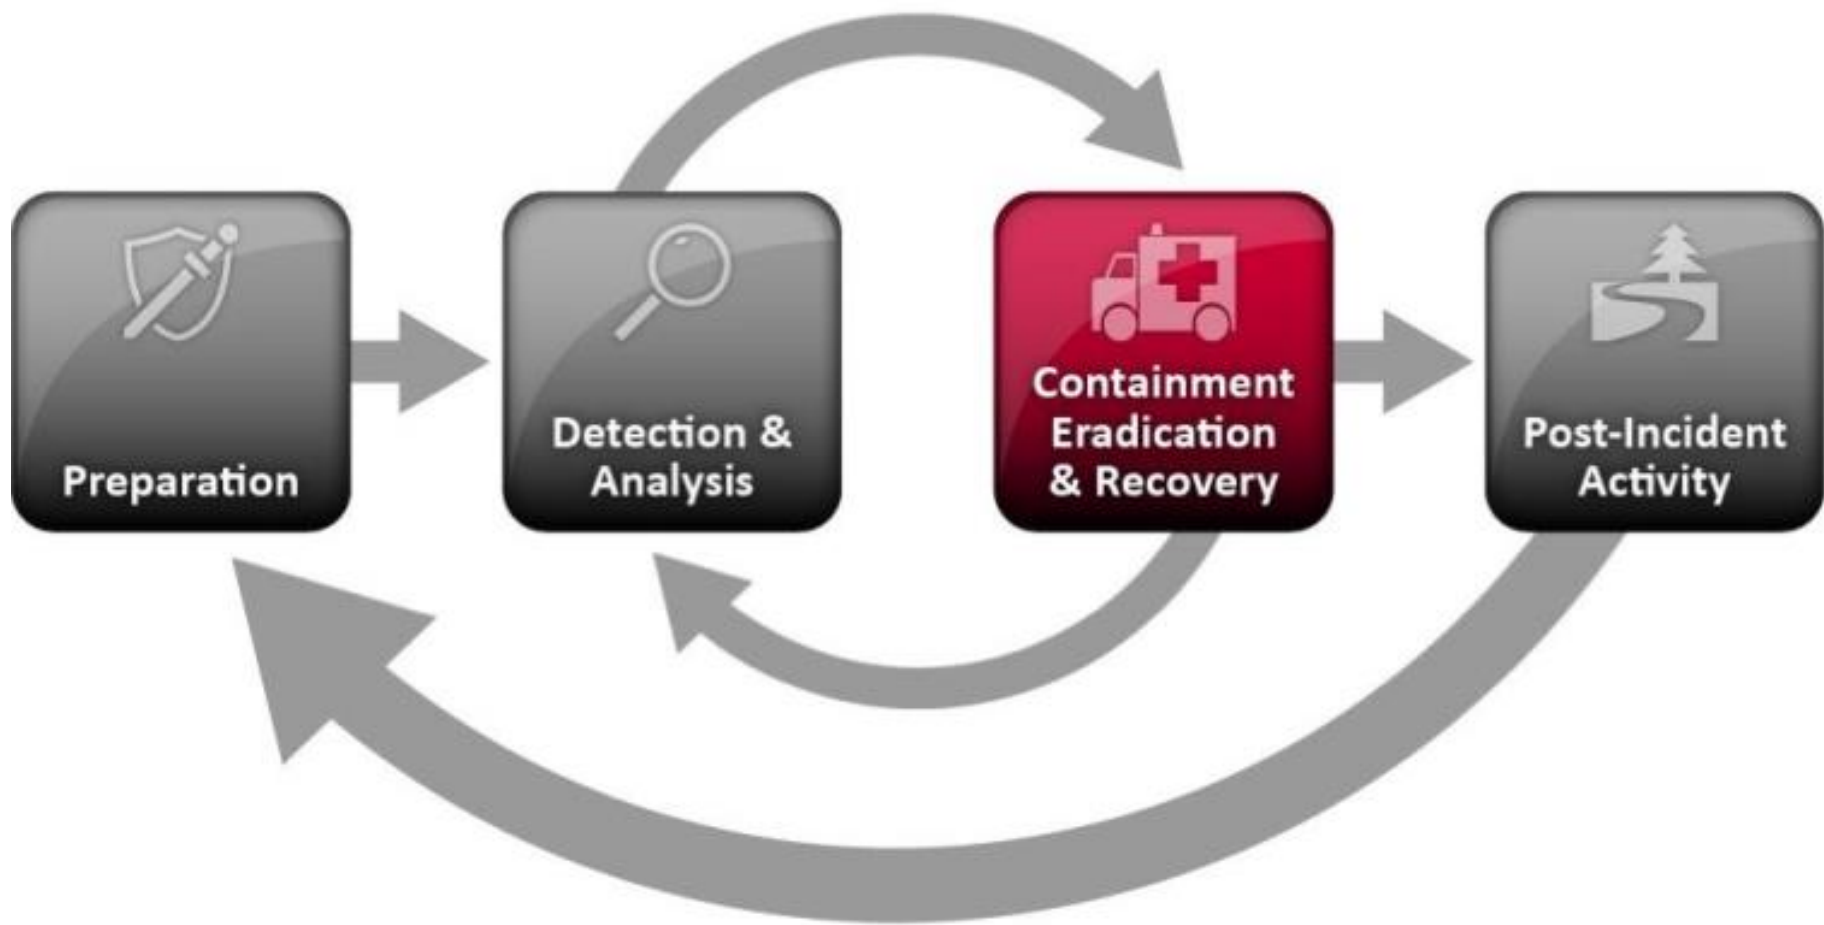 Preparation
Detection &
Analysis
Containment
Eradication
& Recovery
Post-Incident
Activity